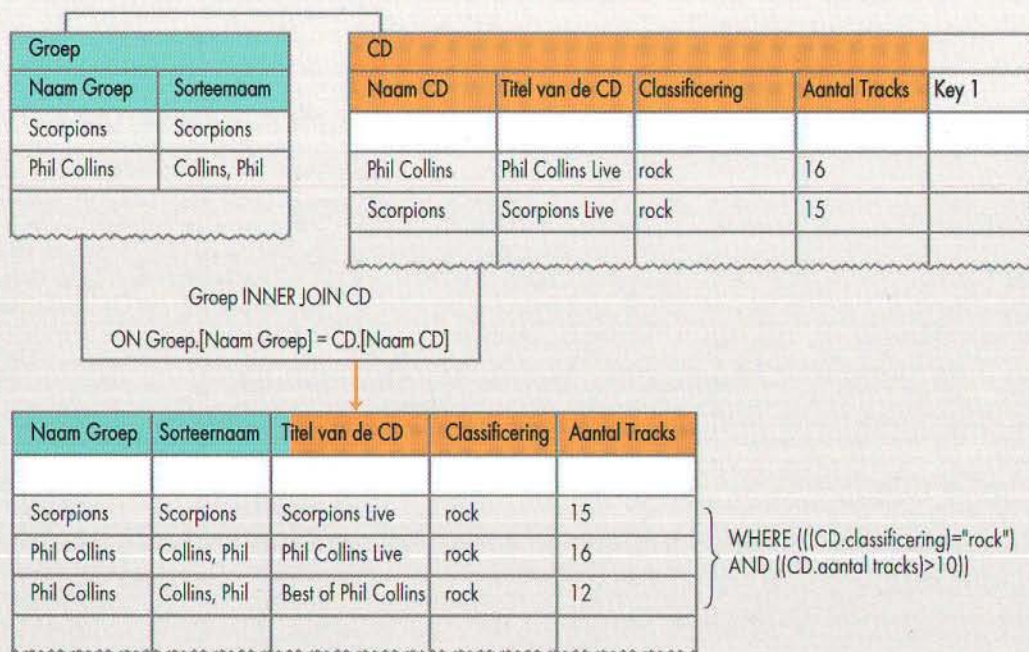 Groep
Naam Groep Sorteernaam
Scorpions Scorpions
Phil Collins Collins, Phil
CD
Naam CD Titel van de CD Classificering Aantal Tracks Key 1
Phil Collins Phil Collins Live rock 16
Scorpions Scorpions Live rock 15
Groep INNER JOIN CD
ON Groep.[Naam Groep] = CD.[Naam CD]
Naam Groep Sorteernaam Titel van de CD Classificering Aantal Tracks
Scorpions Scorpions Scorpions Live rock 15
Phil Collins Collins, Phil Phil Collins Live rock 16
Phil Collins Collins, Phil Best of Phil Collins rock 12
WHERE (((CD.classificering)="rock")
AND ((CD.aantal tracks)>10))